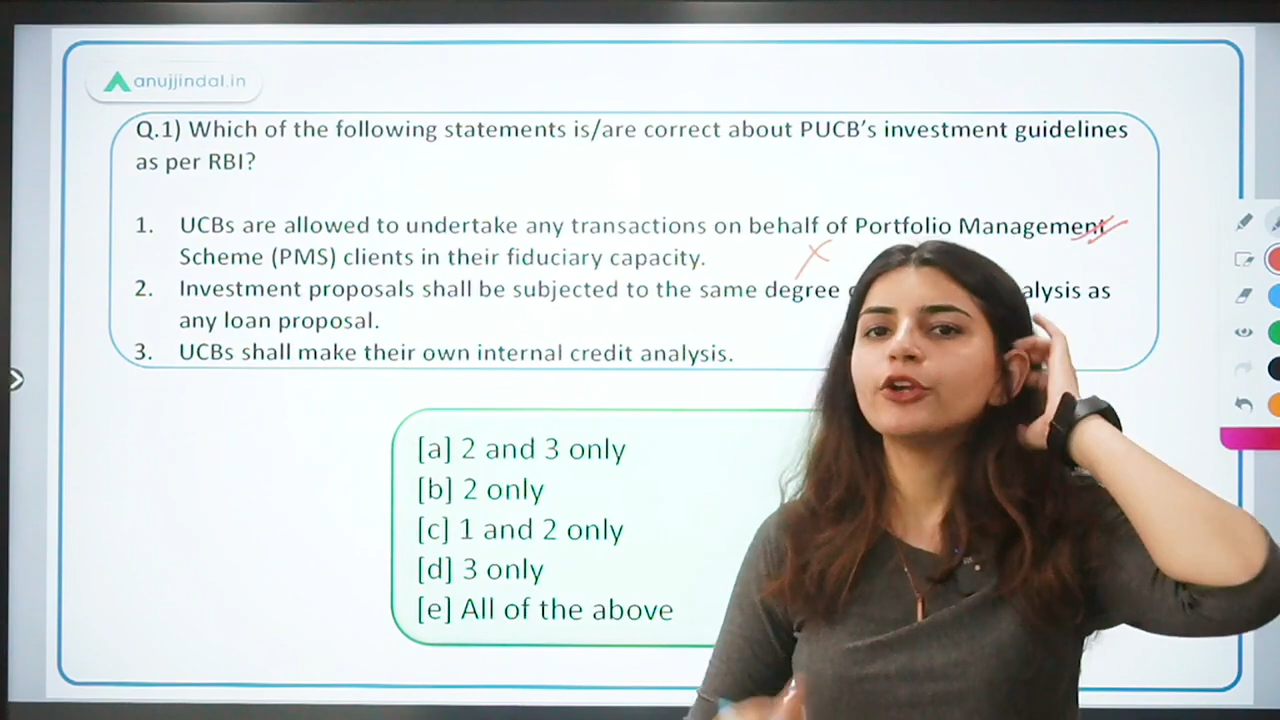 anujjindal.in
Q.1) Which of the following statements is/are correct about PUCB's investment guidelines
as per RBI?
1. UCBs are allowed to undertake any transactions on behalf of Portfolio Management
Scheme (PMS) clients in their fiduciary capacity.
2. Investment proposals shall be subjected to the same degree as
any loan proposal.
3. UCBs shall make their own internal credit analysis.
[a] 2 and 3 only
[b] 2 only
[c] 1 and 2 only
[d] 3 only
[e] All of the above